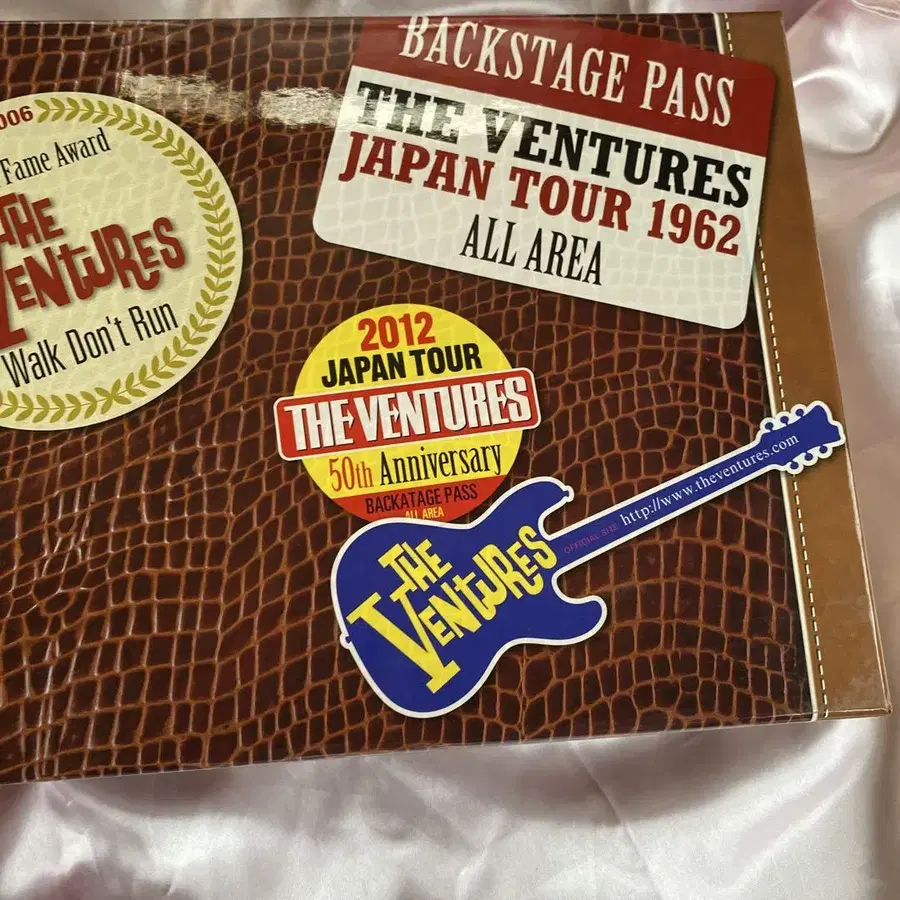 BACKSTAGE PASS
THE VENTURES
JAPAN TOUR 1962
ALL AREA
006
Fame Award
THE
VENTURES
Walk Don't Run
2012
JAPAN TOUR
THE VENTURES
50th Anniversary
BACKATAGE PASS
ALL AREA
THE
VENTURES
OFFICIAL SITE http://www.theventures.com